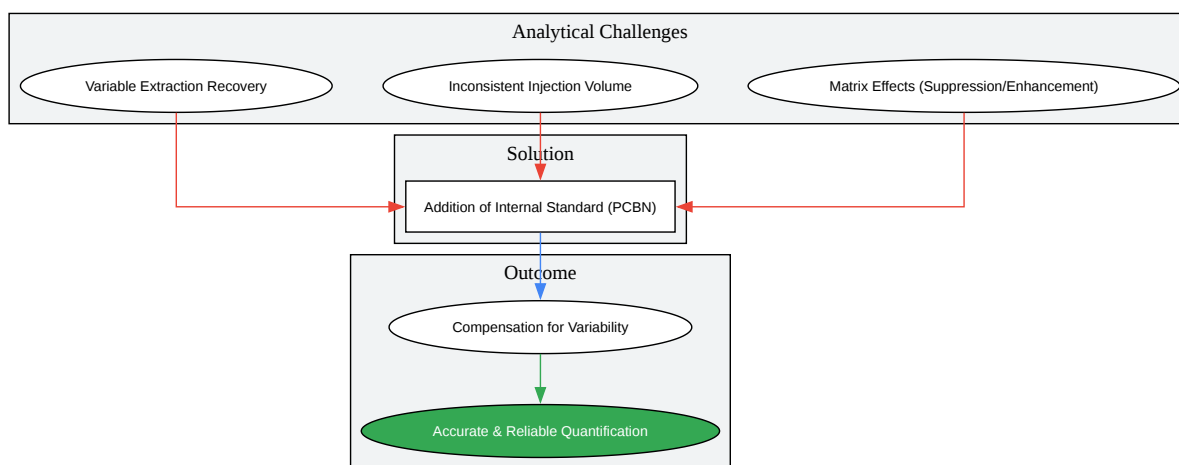 Analytical Challenges
Variable Extraction Recovery
Inconsistent Injection Volume
Matrix Effects (Suppression/Enhancement)
Solution
Addition of Internal Standard (PCBN)
Outcome
Compensation for Variability
Accurate & Reliable Quantification